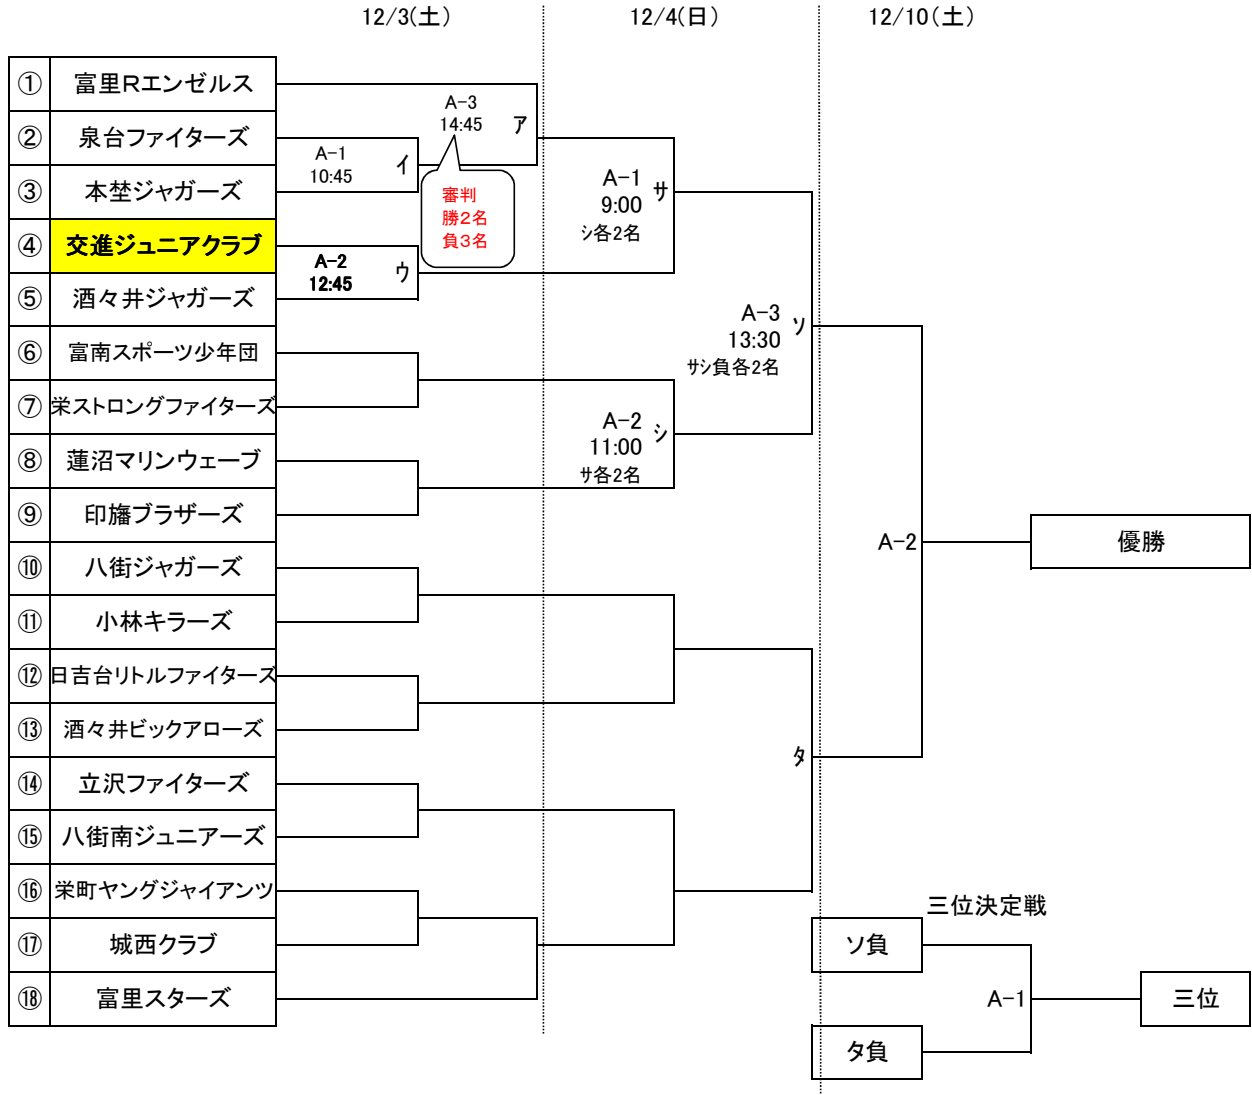 12/3(土) 12/4(日) 12/10(土)
① 富里Rエンゼルス
② 泉台ファイターズ
③ 本埜ジャガーズ
④ 交進ジュニアクラブ
⑤ 酒々井ジャガーズ
⑥ 富南スポーツ少年団
⑦ 栄ストロングファイターズ
⑧ 蓮沼マリンウェーブ
⑨ 印旛ブラザーズ
⑩ 八街ジャガーズ
⑪ 小林キラーズ
⑫ 日吉台リトルファイターズ
⑬ 酒々井ビックアローズ
⑭ 立沢ファイターズ
⑮ 八街南ジュニアーズ
⑯ 栄町ヤングジャイアンツ
⑰ 城西クラブ
⑱ 富里スターズ
A-3
14:45 ア
A-1
10:45 イ
審判
勝2名
負3名
A-2
12:45 ウ
A-1
9:00 サ
シ各2名
A-2
11:00 シ
サ各2名
A-3
13:30 ソ
サシ負各2名
タ
A-2
優勝
三位決定戦
ソ負
A-1
三位
タ負